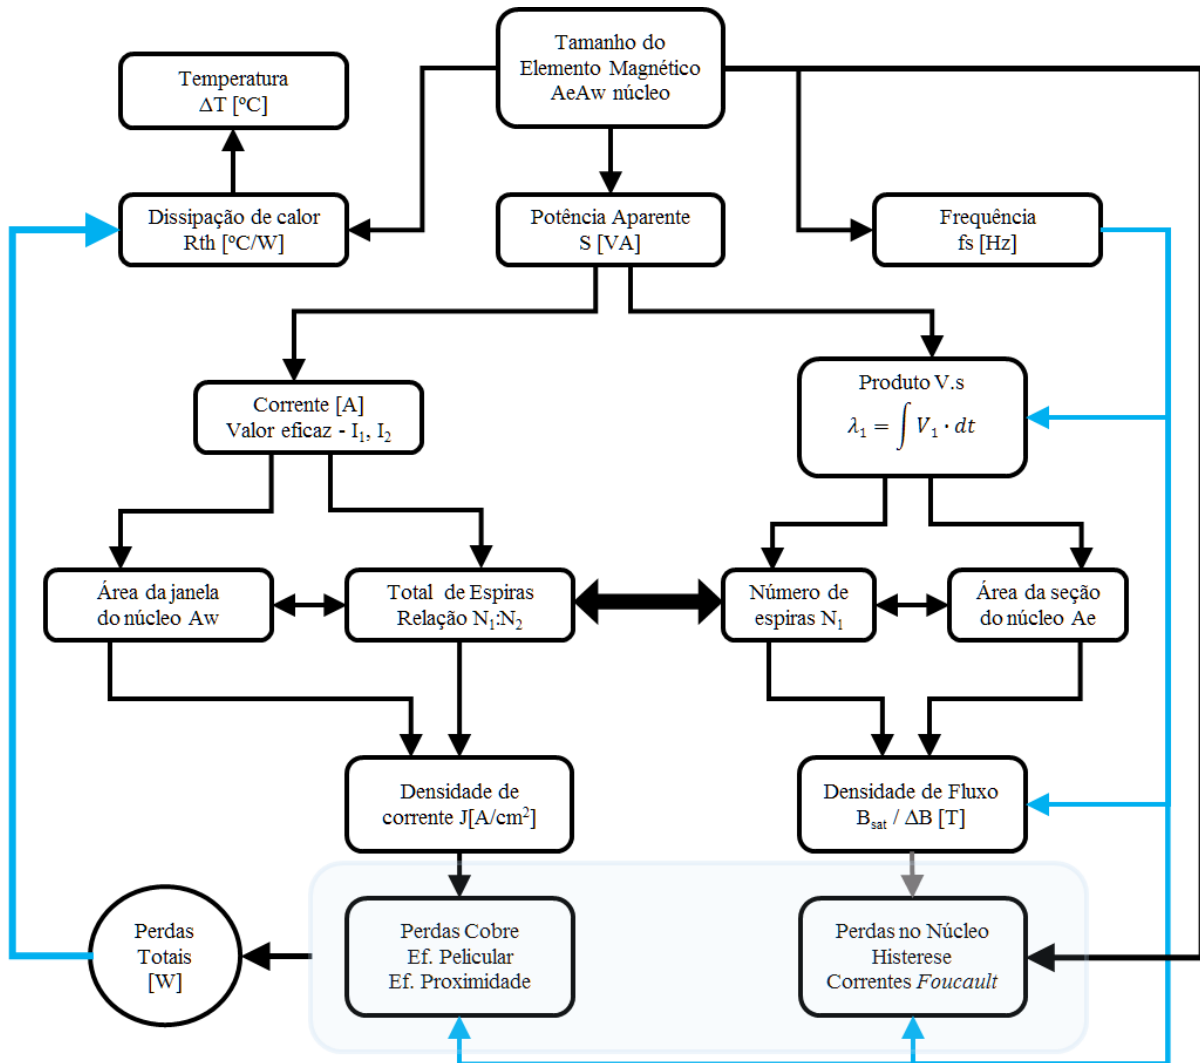 Tamanho do
Elemento Magnético
AeAw núcleo
Temperatura
ΔT [ºC]
Dissipação de calor
Rth [ºC/W]
Potência Aparente
S [VA]
Frequência
fs [Hz]
Corrente [A]
Valor eficaz - I₁, I₂
Produto V.s
λ₁ = ∫ V₁ · dt
Área da janela
do núcleo Aw
Total de Espiras
Relação N₁:N₂
Número de
espiras N₁
Área da seção
do núcleo Ae
Densidade de
corrente J[A/cm²]
Densidade de Fluxo
Bsat / ΔB [T]
Perdas
Totais
[W]
Perdas Cobre
Ef. Pelicular
Ef. Proximidade
Perdas no Núcleo
Histerese
Correntes Foucault